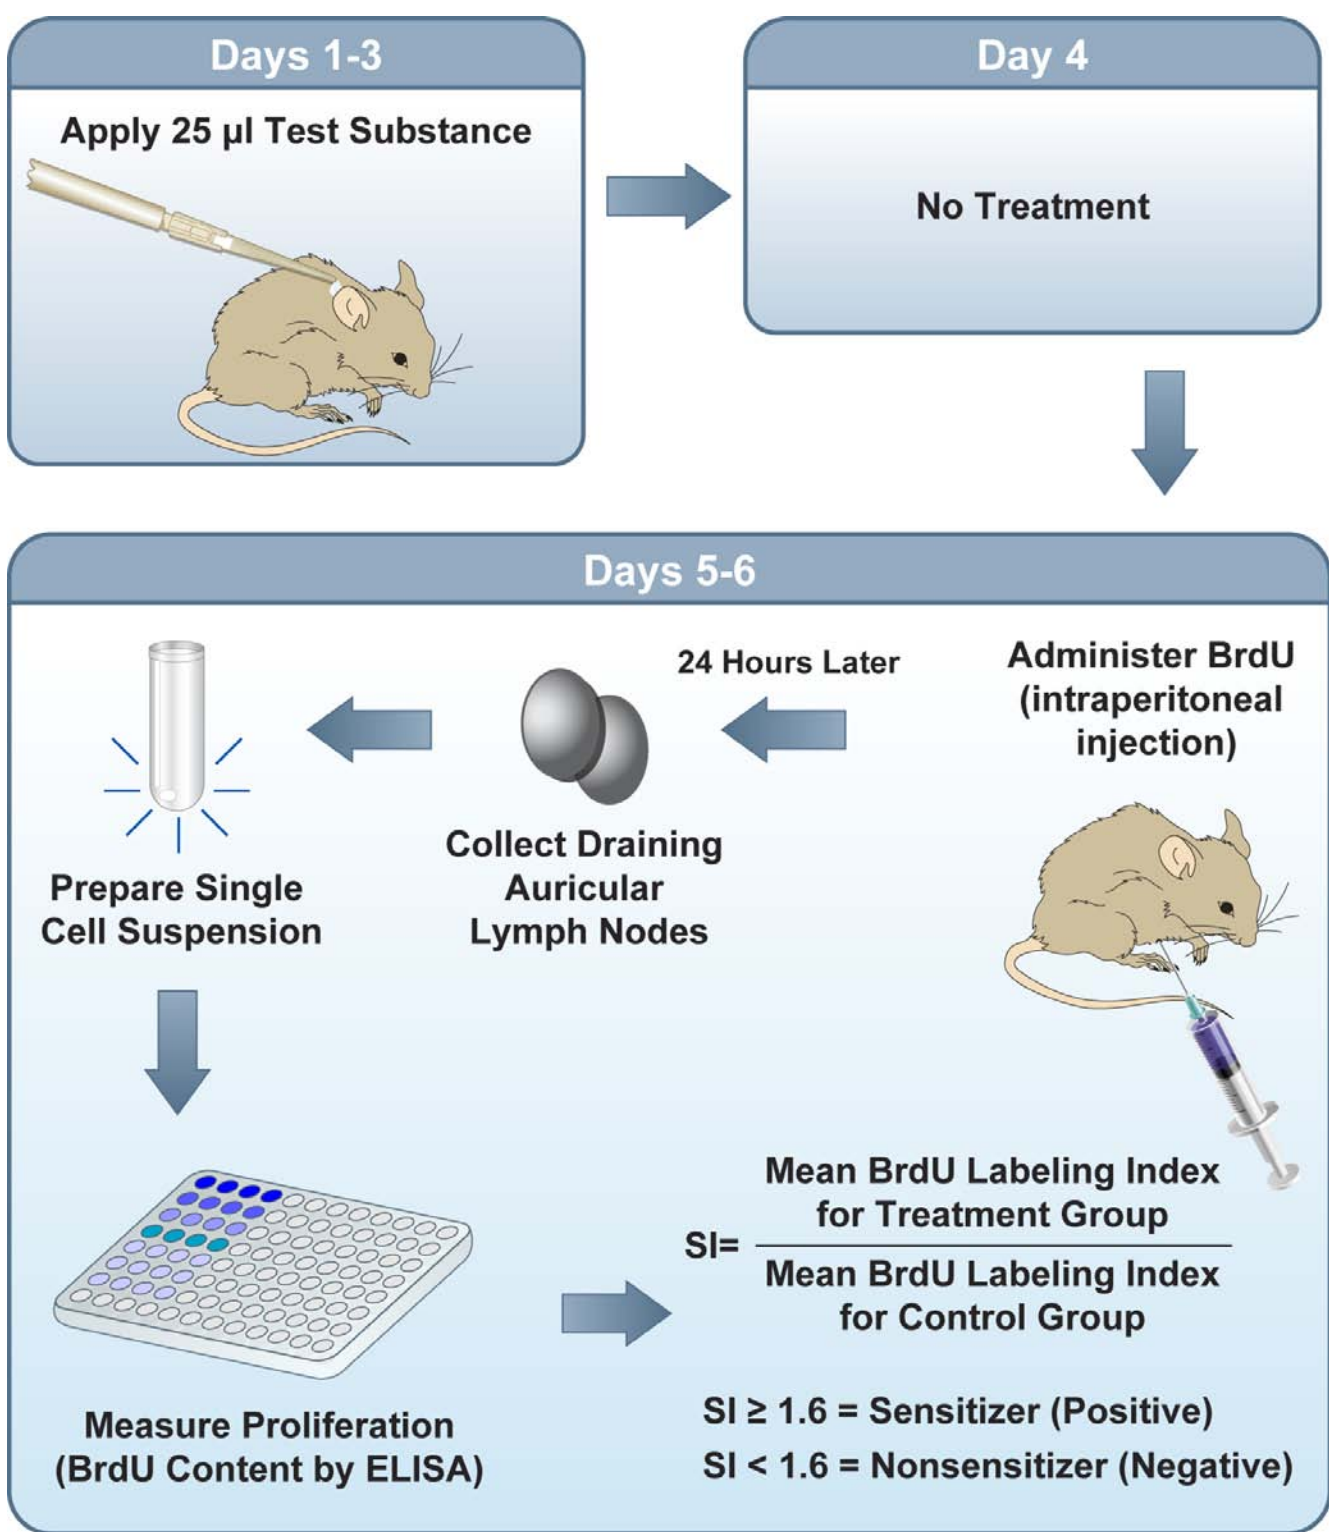 Days 1-3
Apply 25 µl Test Substance
Day 4
No Treatment
Days 5-6
Administer BrdU
(intraperitoneal
injection)
24 Hours Later
Collect Draining
Auricular
Lymph Nodes
Prepare Single
Cell Suspension
Measure Proliferation
(BrdU Content by ELISA)
Mean BrdU Labeling Index
for Treatment Group
SI=
Mean BrdU Labeling Index
for Control Group
SI ≥ 1.6 = Sensitizer (Positive)
SI < 1.6 = Nonsensitizer (Negative)